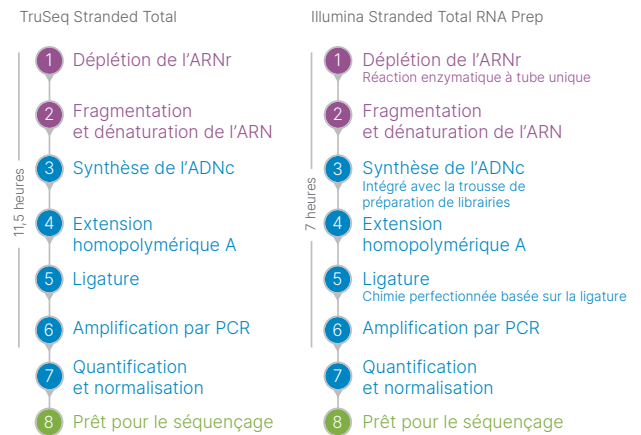 TruSeq Stranded Total
1
Déplétion de l’ARNr
2
Fragmentation
et dénaturation de l’ARN
3
Synthèse de l’ADNc
4
Extension
homopolymérique A
5
Ligature
6
Amplification par PCR
7
Quantification
et normalisation
8
Prêt pour le séquençage
11,5 heures
Illumina Stranded Total RNA Prep
1
Déplétion de l’ARNr
Réaction enzymatique à tube unique
2
Fragmentation
et dénaturation de l’ARN
3
Synthèse de l’ADNc
Intégré avec la trousse de
préparation de librairies
4
Extension
homopolymérique A
5
Ligature
Chimie perfectionnée basée sur la ligature
6
Amplification par PCR
7
Quantification
et normalisation
8
Prêt pour le séquençage
7 heures